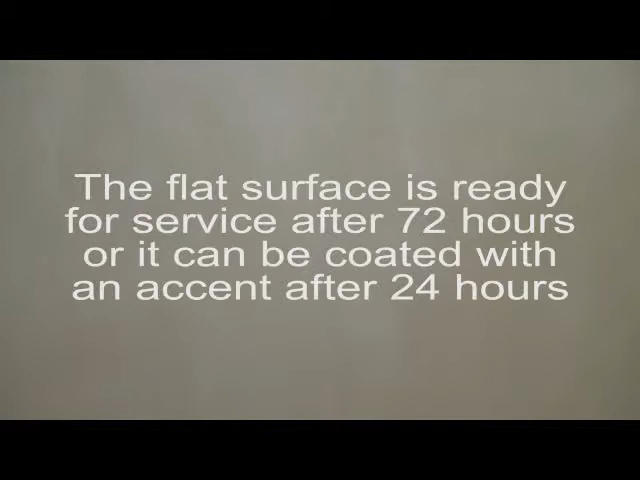 The flat surface is ready
for service after 72 hours
or it can be coated with
an accent after 24 hours